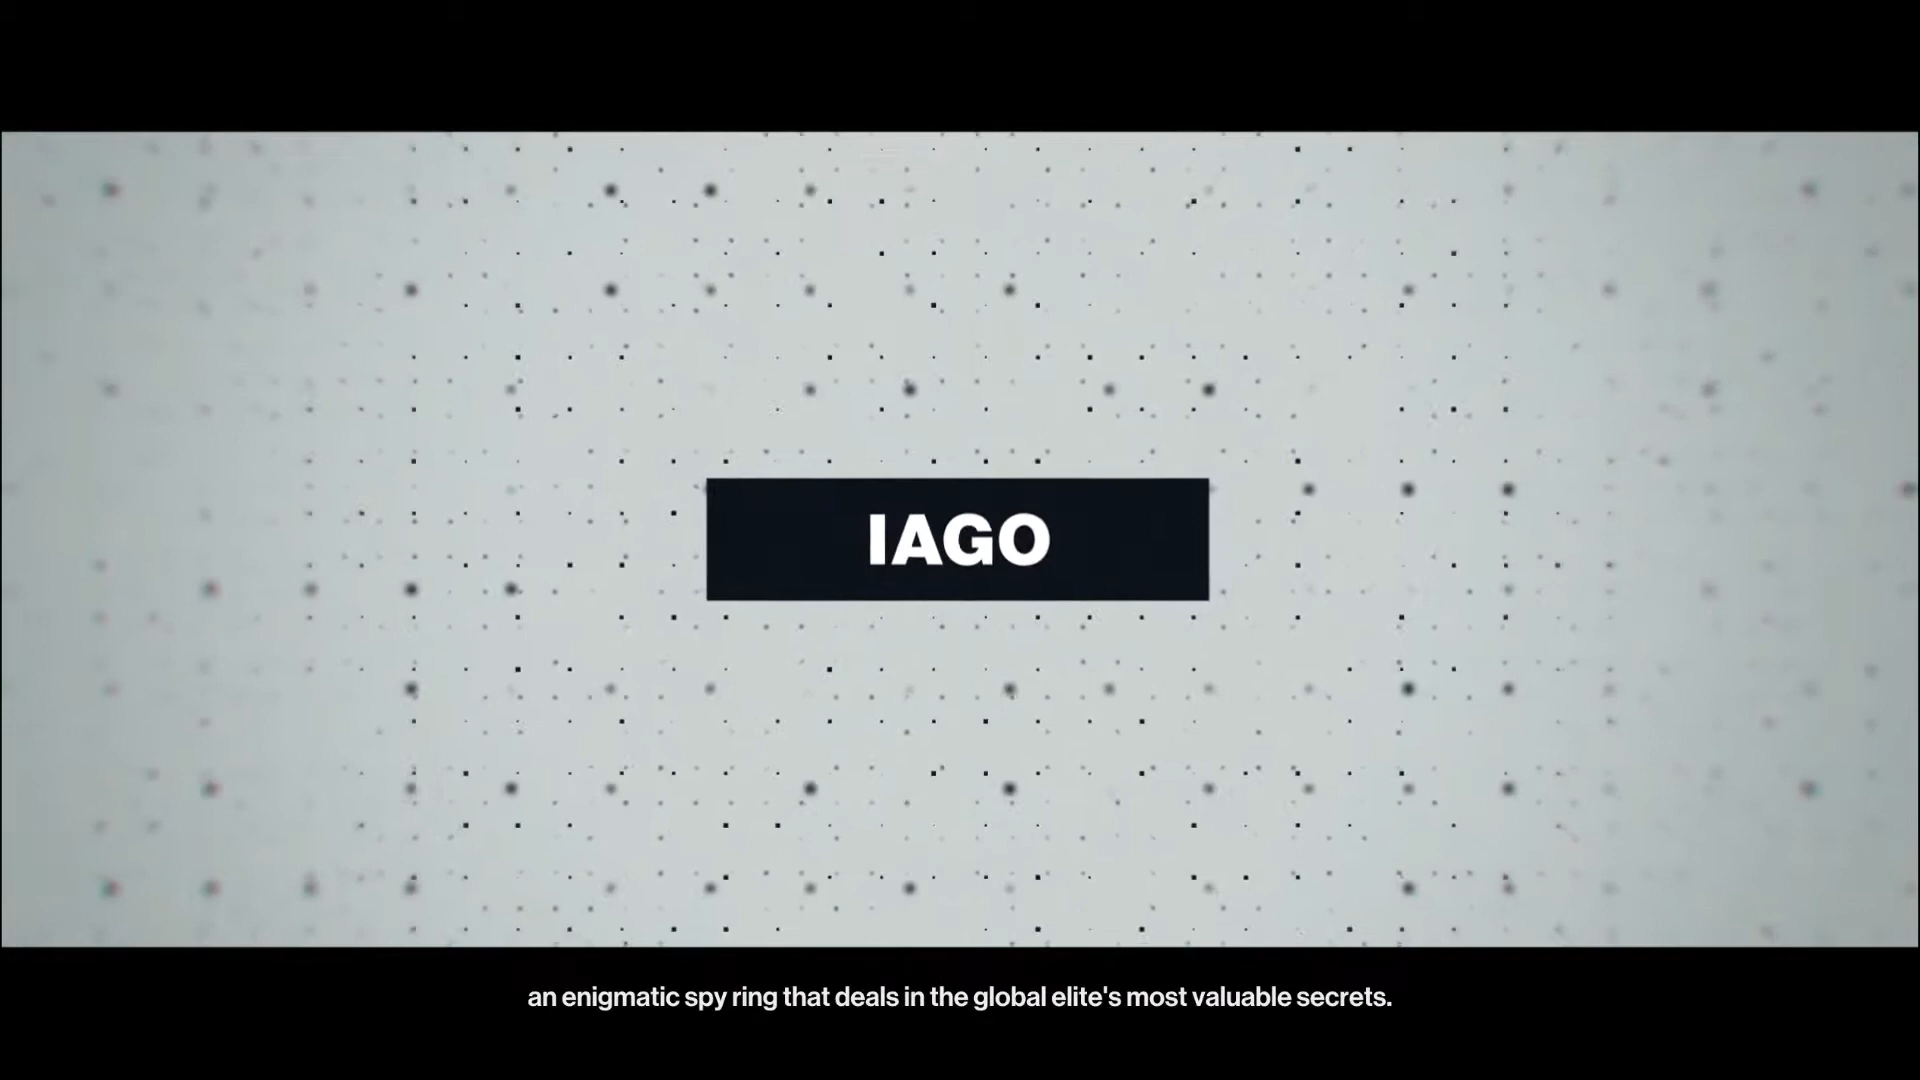 IAGO
an enigmatic spy ring that deals in the global elite's most valuable secrets.